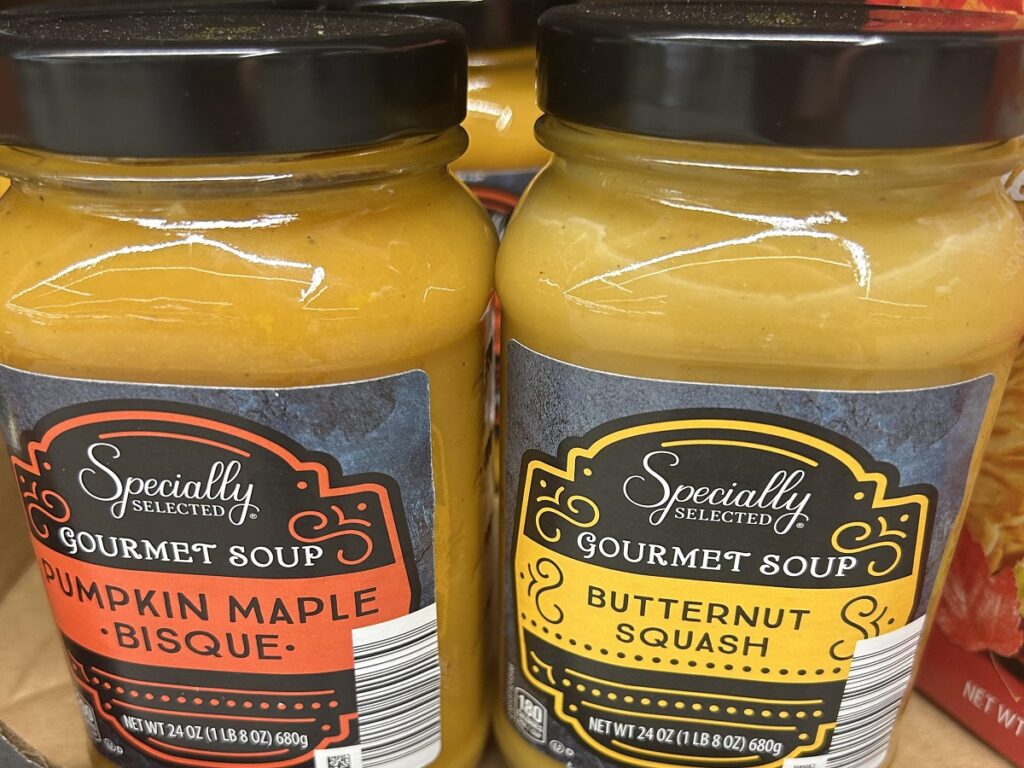 Specially
SELECTED®
GOURMET SOUP
PUMPKIN MAPLE
·BISQUE·
NET WT 24 OZ (1 LB 8 OZ) 680g
Specially
SELECTED®
GOURMET SOUP
BUTTERNUT
SQUASH
180
NET WT 24 OZ (1 LB 8 OZ) 680g
NET WT